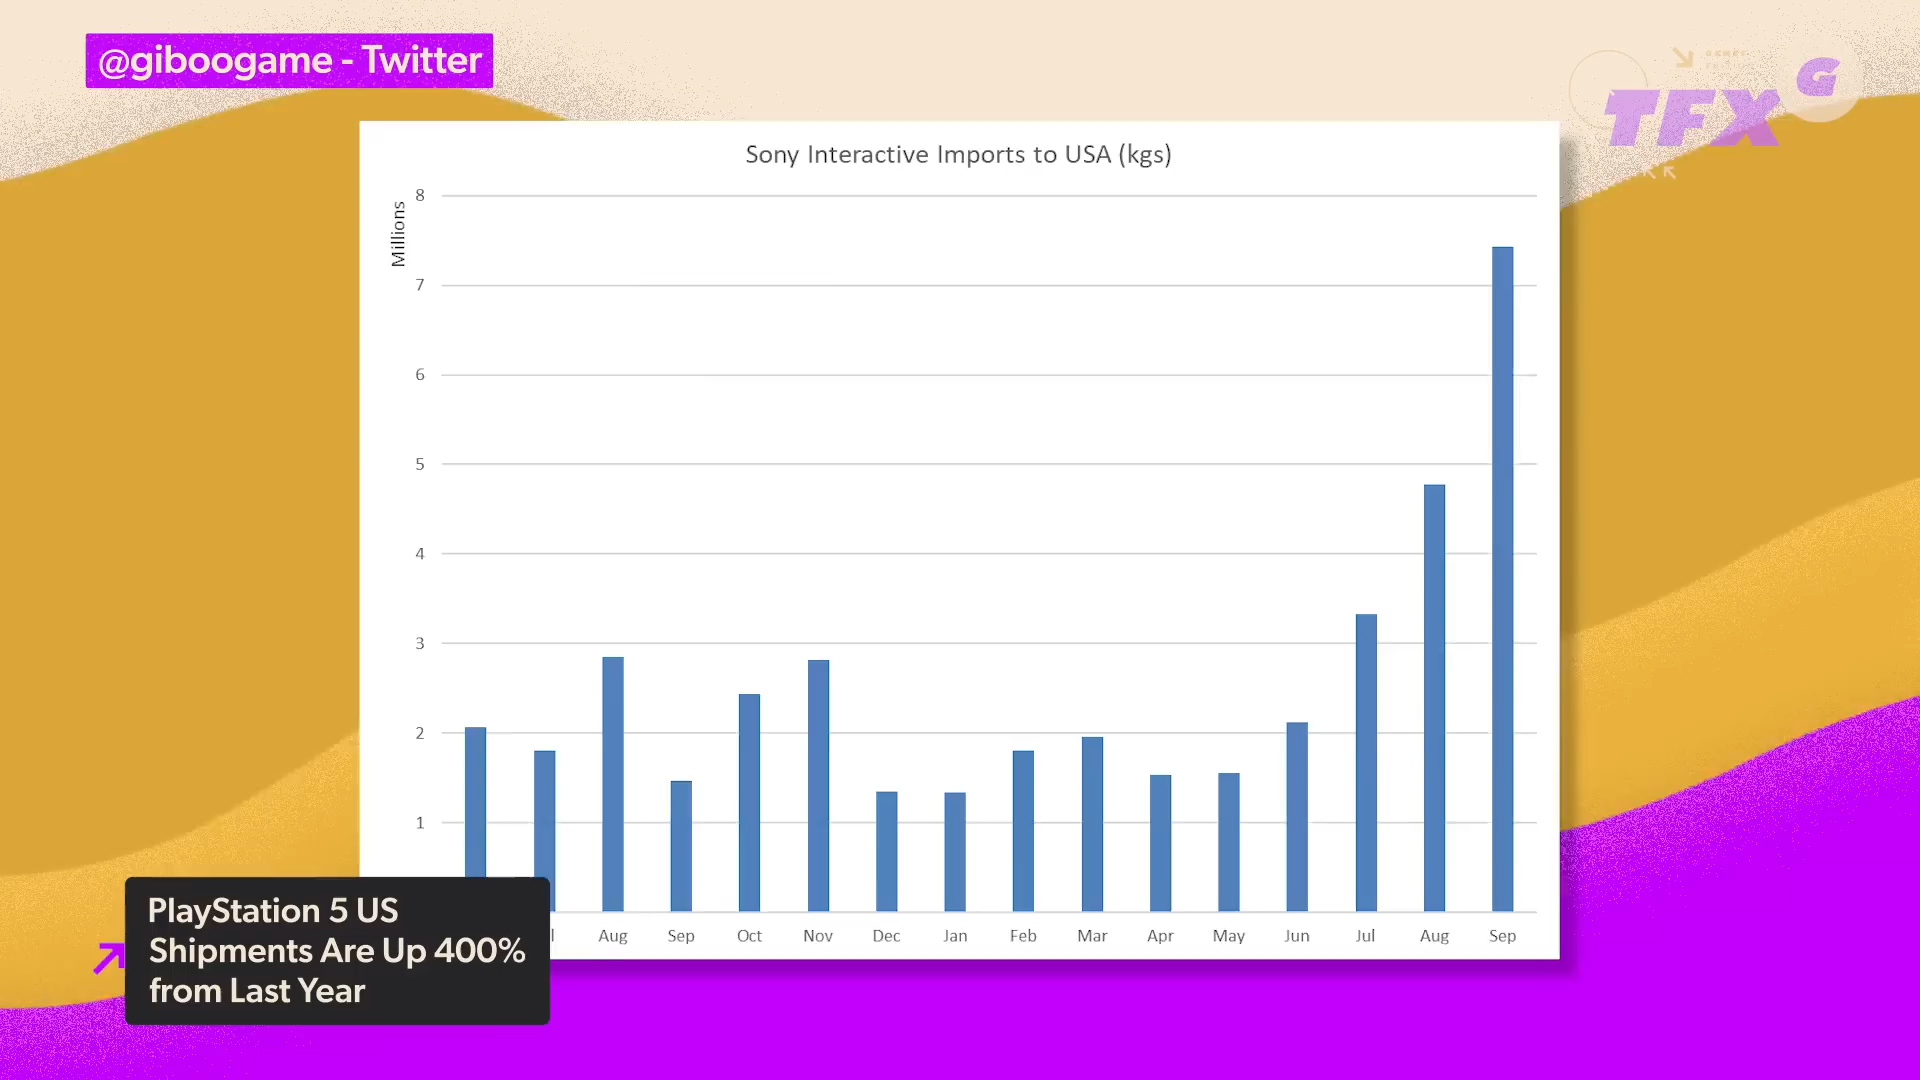 @giboogame - Twitter
TFX G
Sony Interactive Imports to USA (kgs)
Millions
8
7
6
5
4
3
2
1
Aug Sep Oct Nov Dec Jan Feb Mar Apr May Jun Jul Aug Sep
PlayStation 5 US
Shipments Are Up 400%
from Last Year